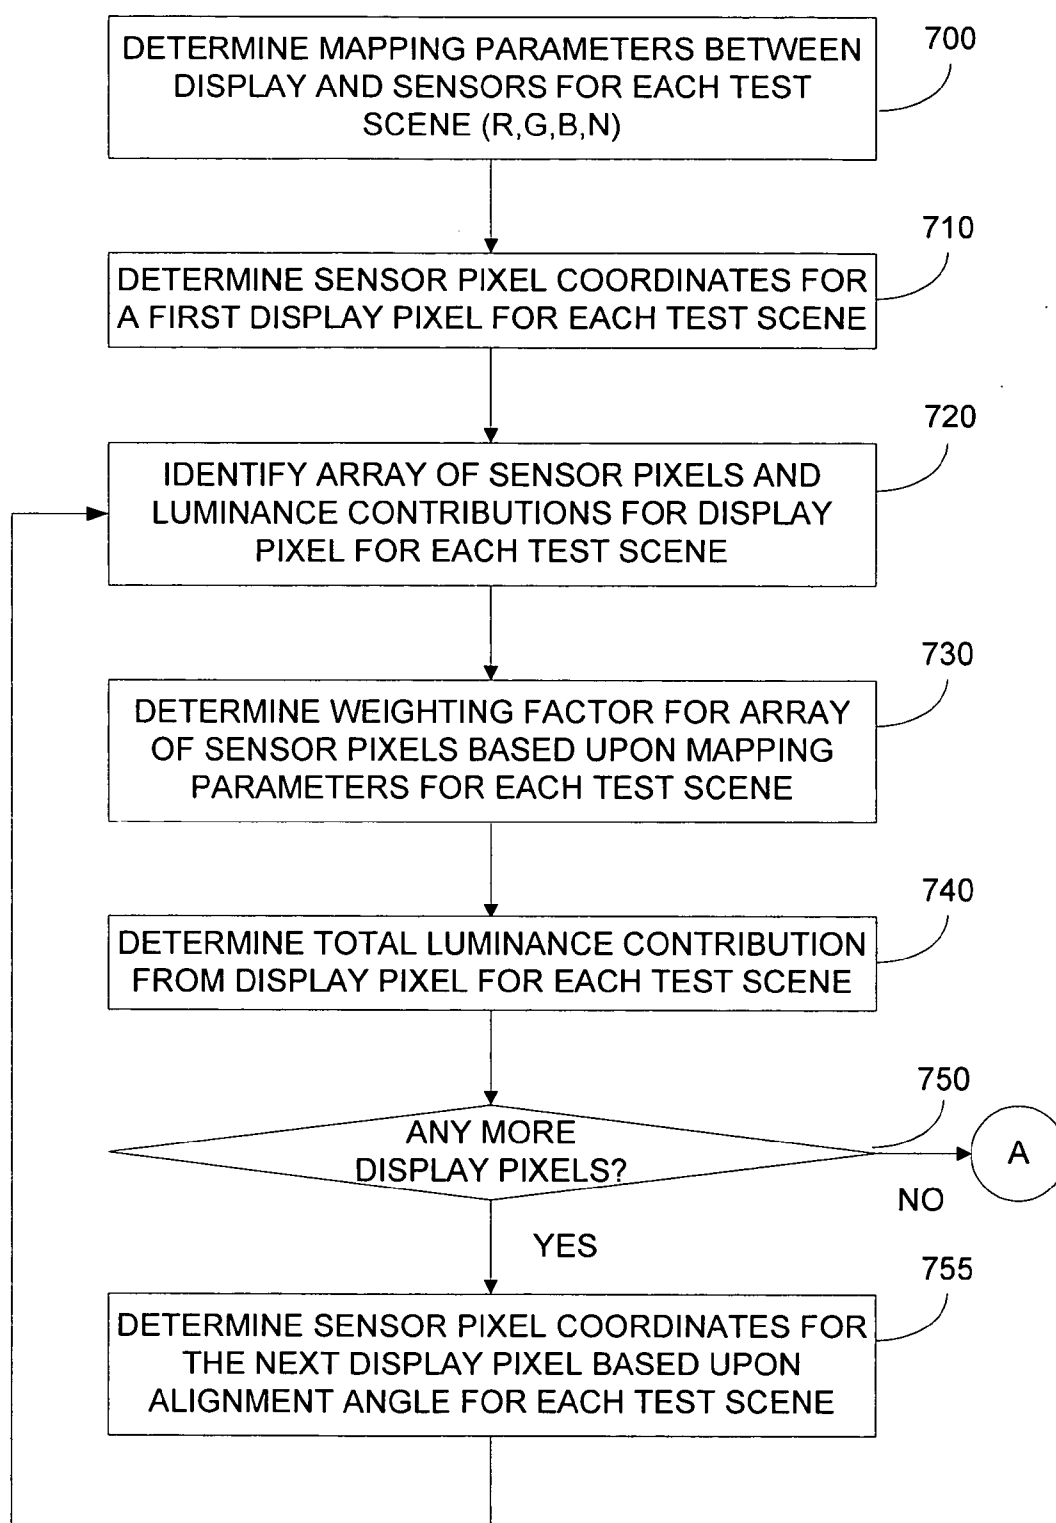 DETERMINE MAPPING PARAMETERS BETWEEN
DISPLAY AND SENSORS FOR EACH TEST
SCENE (R,G,B,N)
700
DETERMINE SENSOR PIXEL COORDINATES FOR
A FIRST DISPLAY PIXEL FOR EACH TEST SCENE
710
IDENTIFY ARRAY OF SENSOR PIXELS AND
LUMINANCE CONTRIBUTIONS FOR DISPLAY
PIXEL FOR EACH TEST SCENE
720
DETERMINE WEIGHTING FACTOR FOR ARRAY
OF SENSOR PIXELS BASED UPON MAPPING
PARAMETERS FOR EACH TEST SCENE
730
DETERMINE TOTAL LUMINANCE CONTRIBUTION
FROM DISPLAY PIXEL FOR EACH TEST SCENE
740
ANY MORE
DISPLAY PIXELS?
750
A
NO
YES
DETERMINE SENSOR PIXEL COORDINATES FOR
THE NEXT DISPLAY PIXEL BASED UPON
ALIGNMENT ANGLE FOR EACH TEST SCENE
755